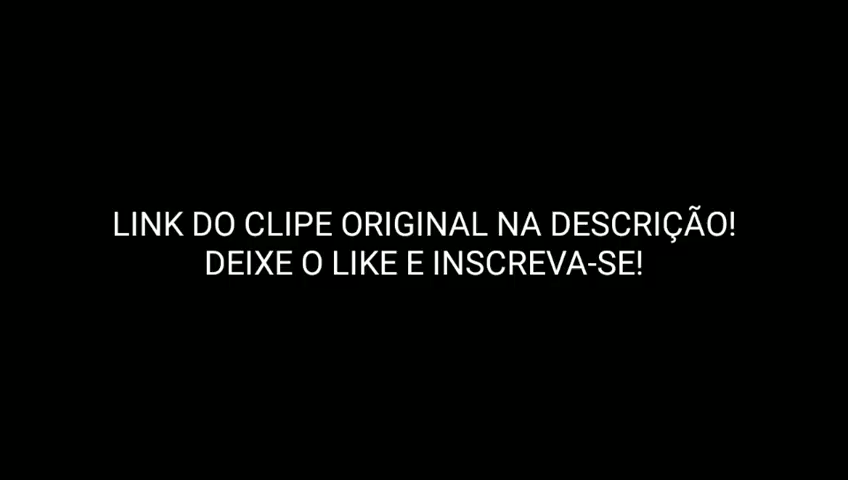 LINK DO CLIPE ORIGINAL NA DESCRIÇÃO!
DEIXE O LIKE E INSCREVA-SE!